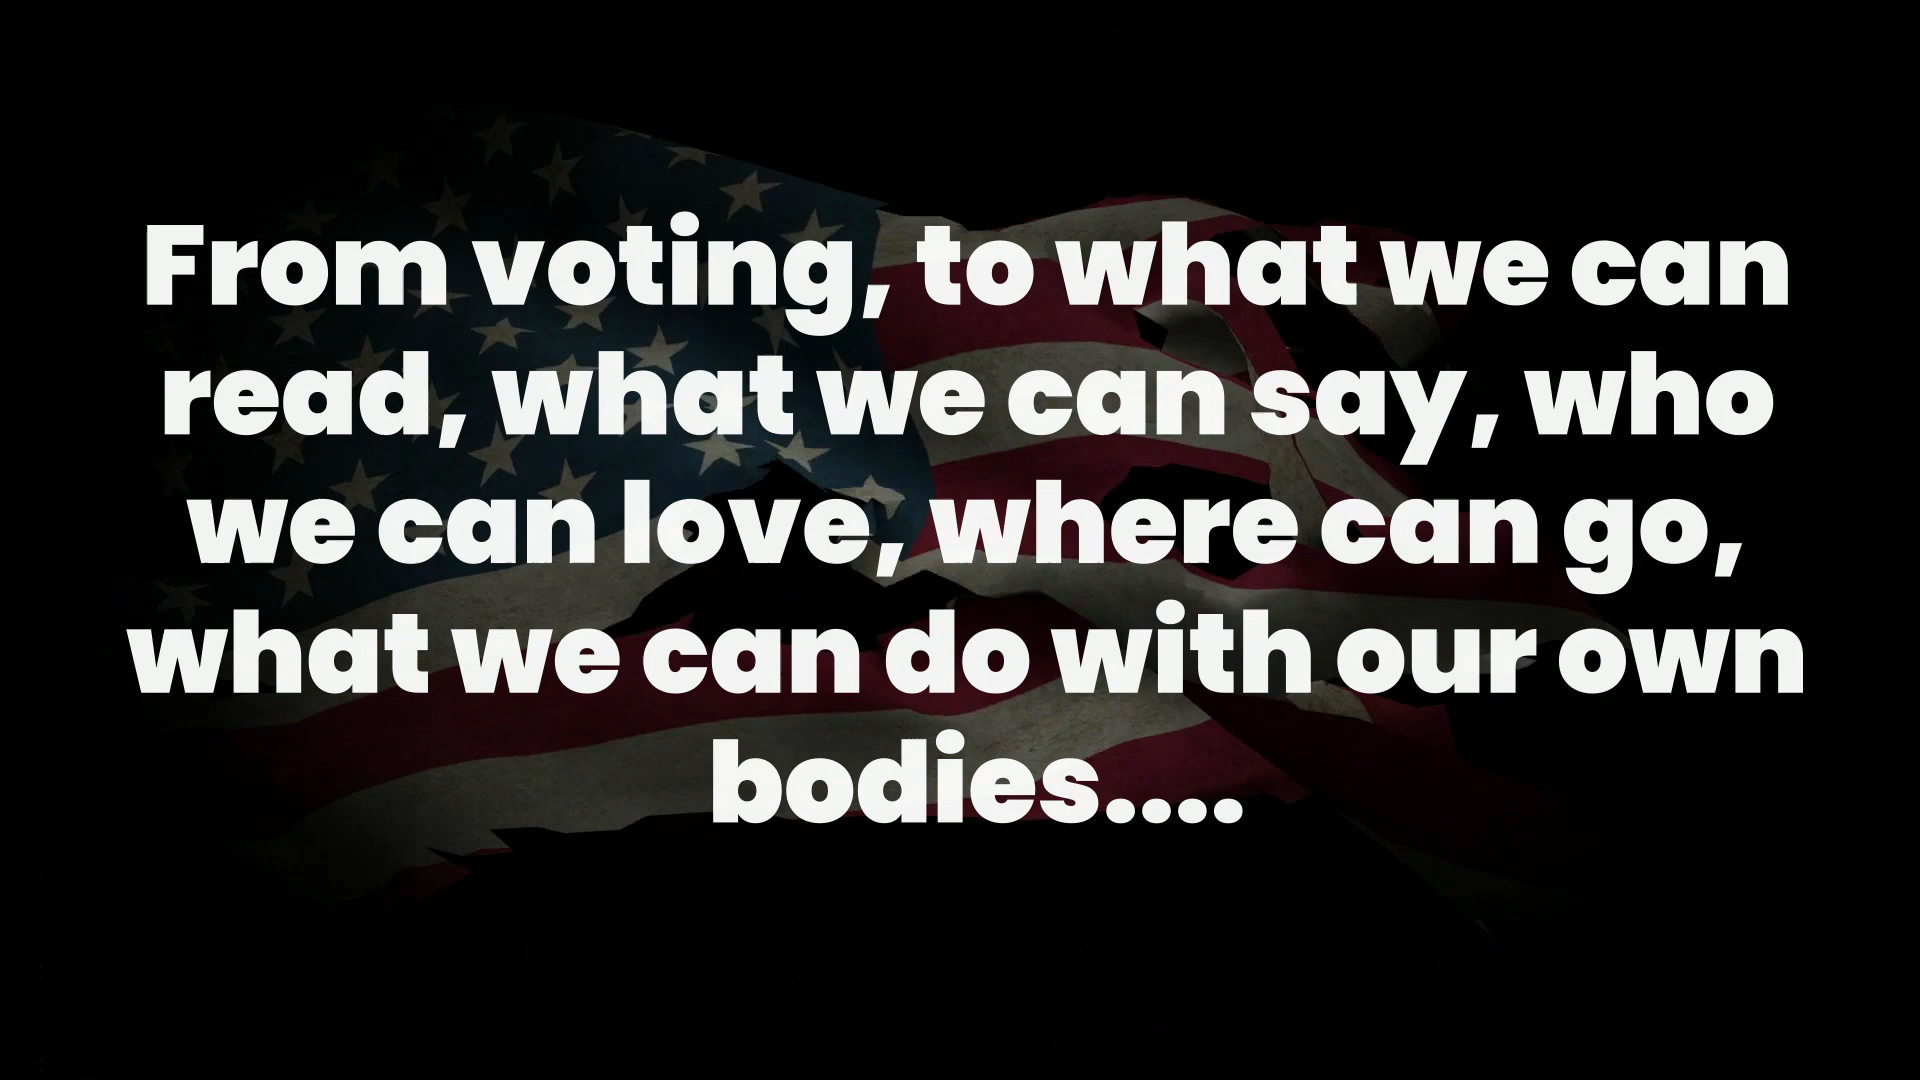 From voting, to what we can
read, what we can say, who
we can love, where can go,
what we can do with our own
bodies....